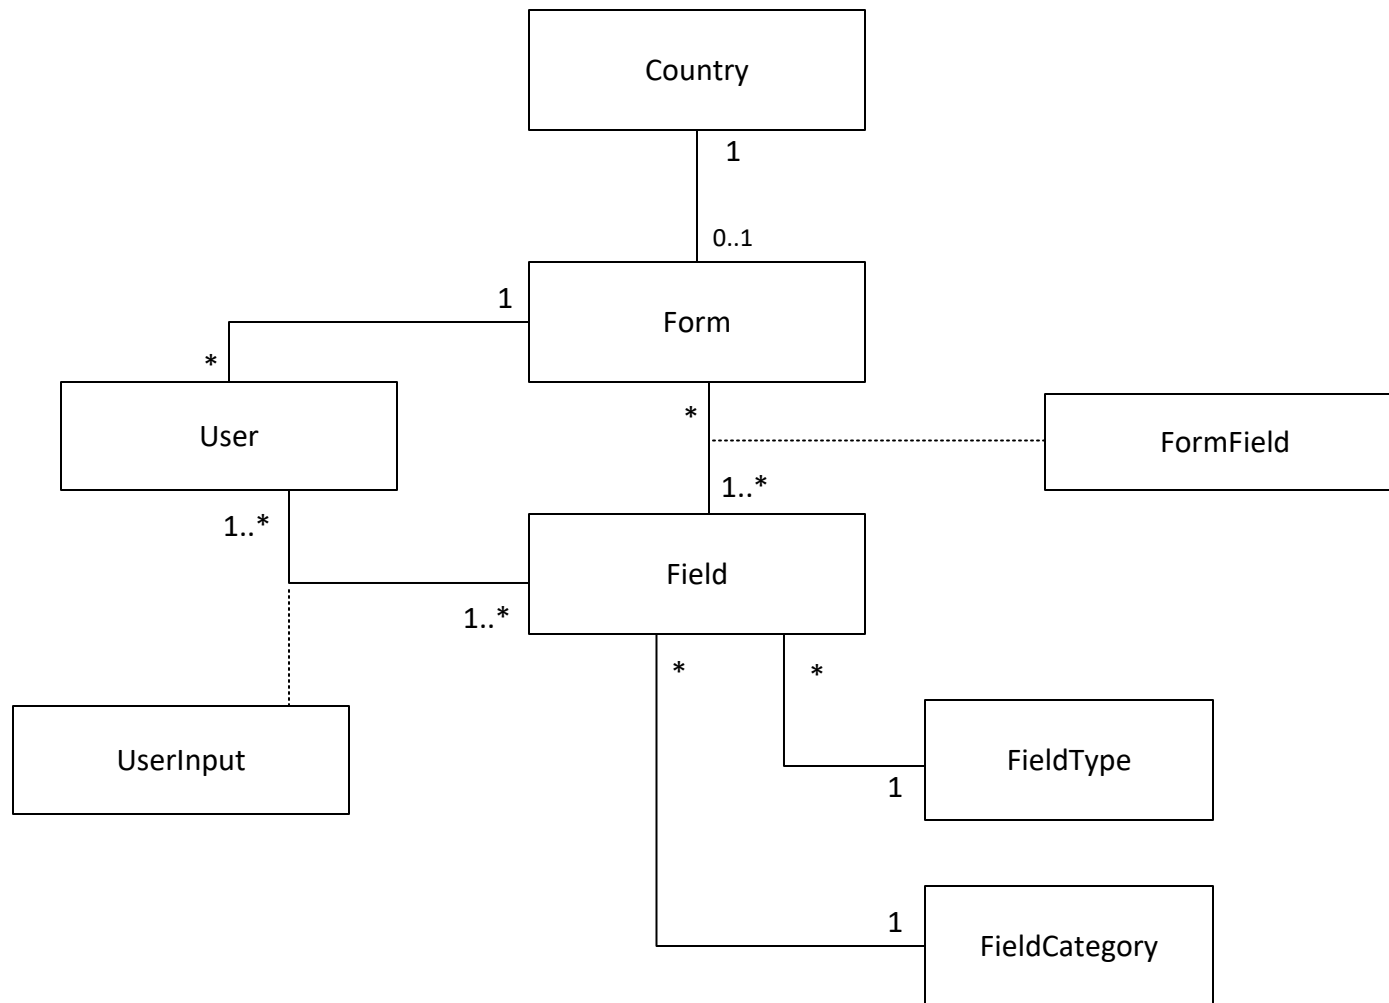 Country
1
0..1
1
Form
*
*
User
FormField
1..*
1..*
Field
1..*
*
*
UserInput
FieldType
1
1
FieldCategory